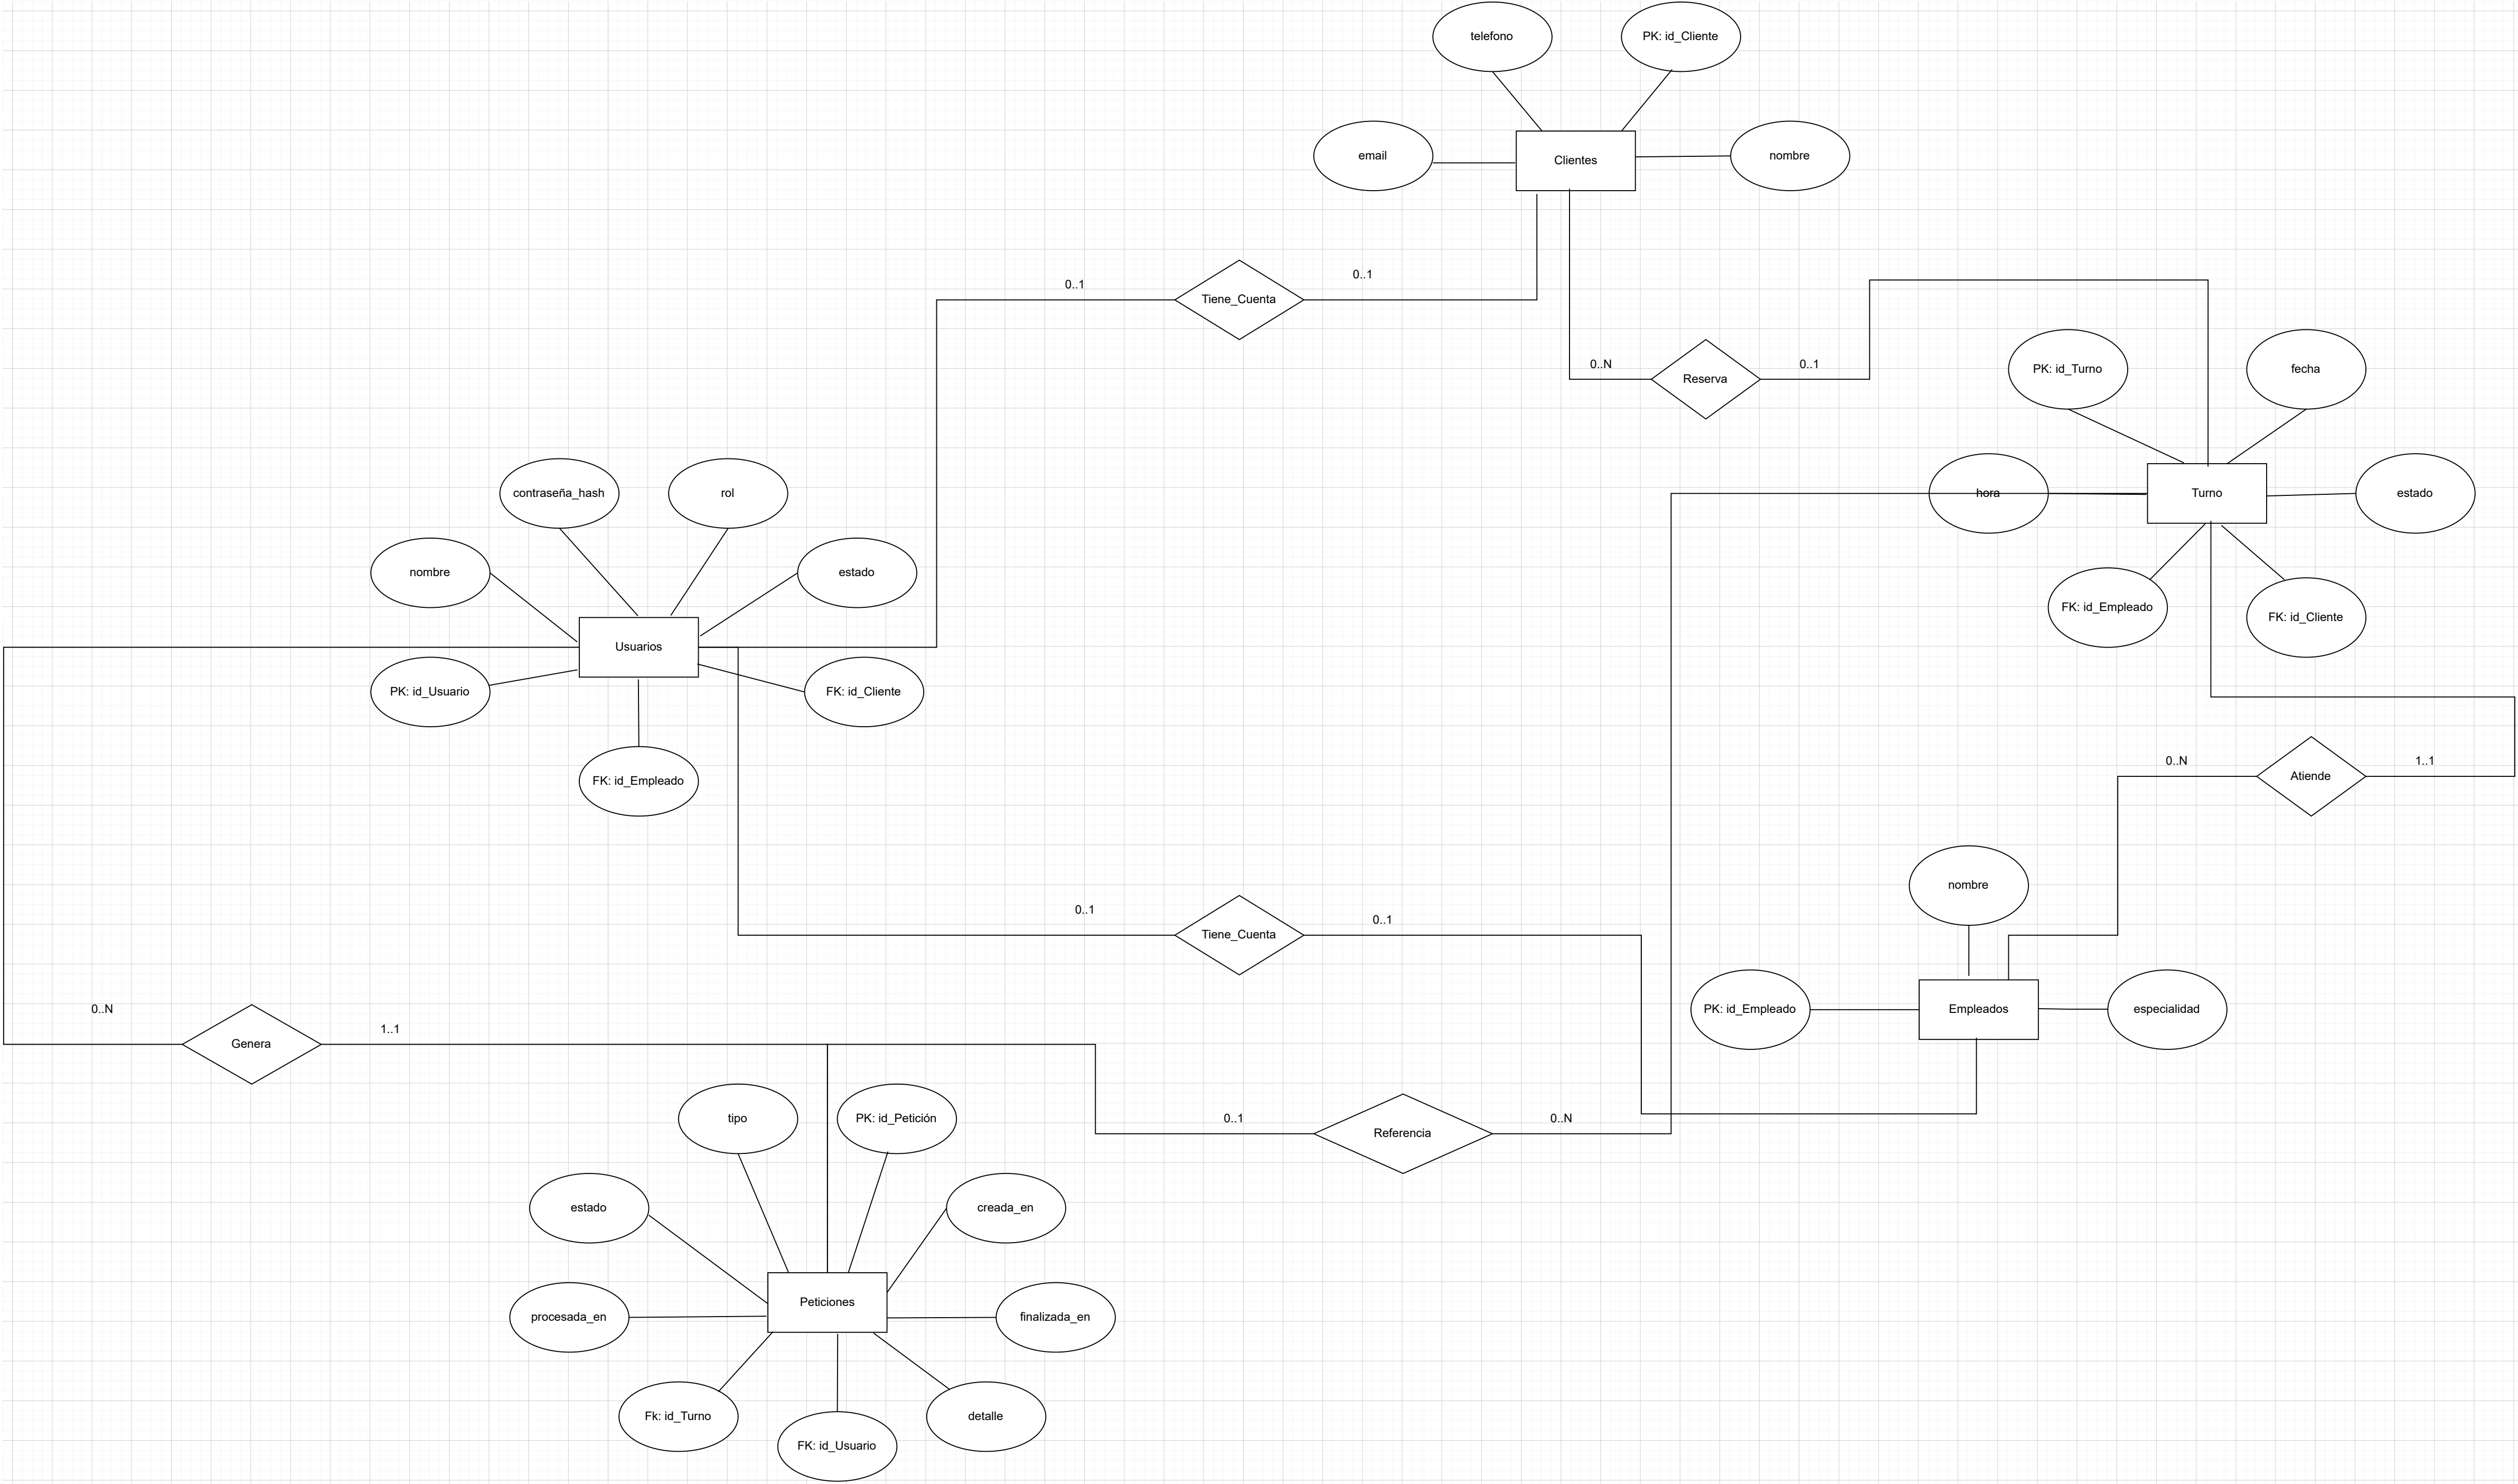 telefono
PK: id_Cliente
email
Clientes
nombre
0..1
Tiene_Cuenta
0..1
0..N
Reserva
0..1
PK: id_Turno
fecha
hora
Turno
estado
FK: id_Empleado
FK: id_Cliente
contraseña_hash
rol
nombre
estado
Usuarios
PK: id_Usuario
FK: id_Cliente
FK: id_Empleado
0..N
Atiende
1..1
nombre
PK: id_Empleado
Empleados
especialidad
0..1
Tiene_Cuenta
0..1
0..N
Genera
1..1
0..1
Referencia
0..N
tipo
PK: id_Petición
estado
creada_en
Peticiones
procesada_en
finalizada_en
Fk: id_Turno
FK: id_Usuario
detalle